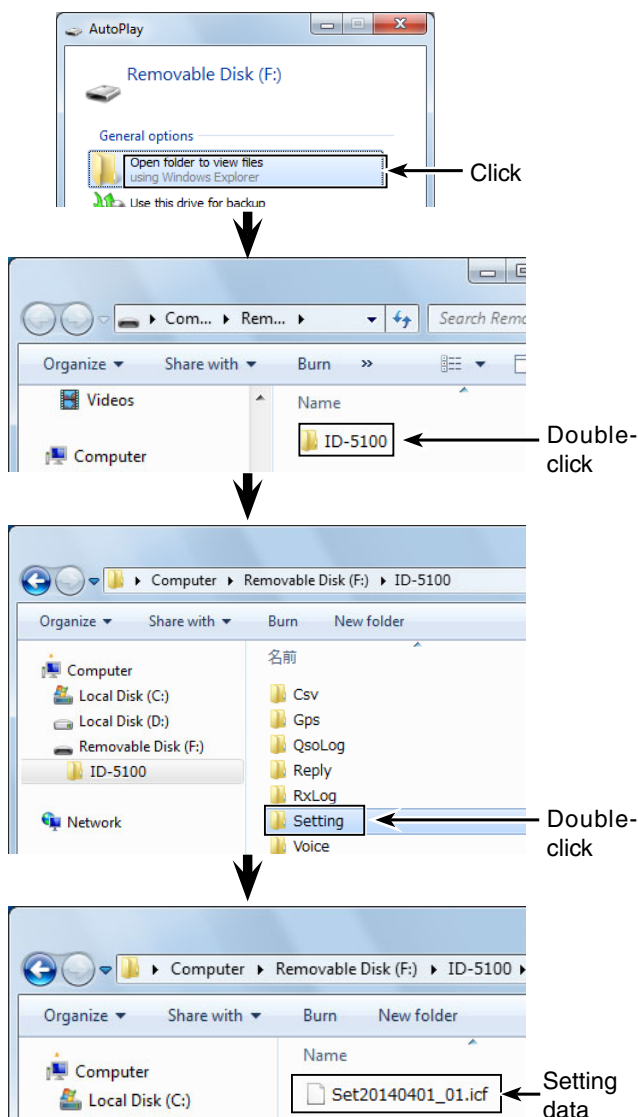 AutoPlay
Removable Disk (F:)
General options
Open folder to view files
using Windows Explorer
Click
Use this drive for backup
Com... Rem...
Search Remo
Organize Share with Burn »
Videos
Name
ID-5100
Double-
click
Computer
Computer Removable Disk (F:) ID-5100
Organize Share with Burn New folder
名前
Computer
Local Disk (C:)
Local Disk (D:)
Removable Disk (F:)
ID-5100
Network
Csv
Gps
QsoLog
Reply
RxLog
Setting
Voice
Double-
click
Computer Removable Disk (F:) ID-5100
Organize Share with Burn New folder
Name
Computer
Local Disk (C:)
Set20140401_01.icf
Setting
data